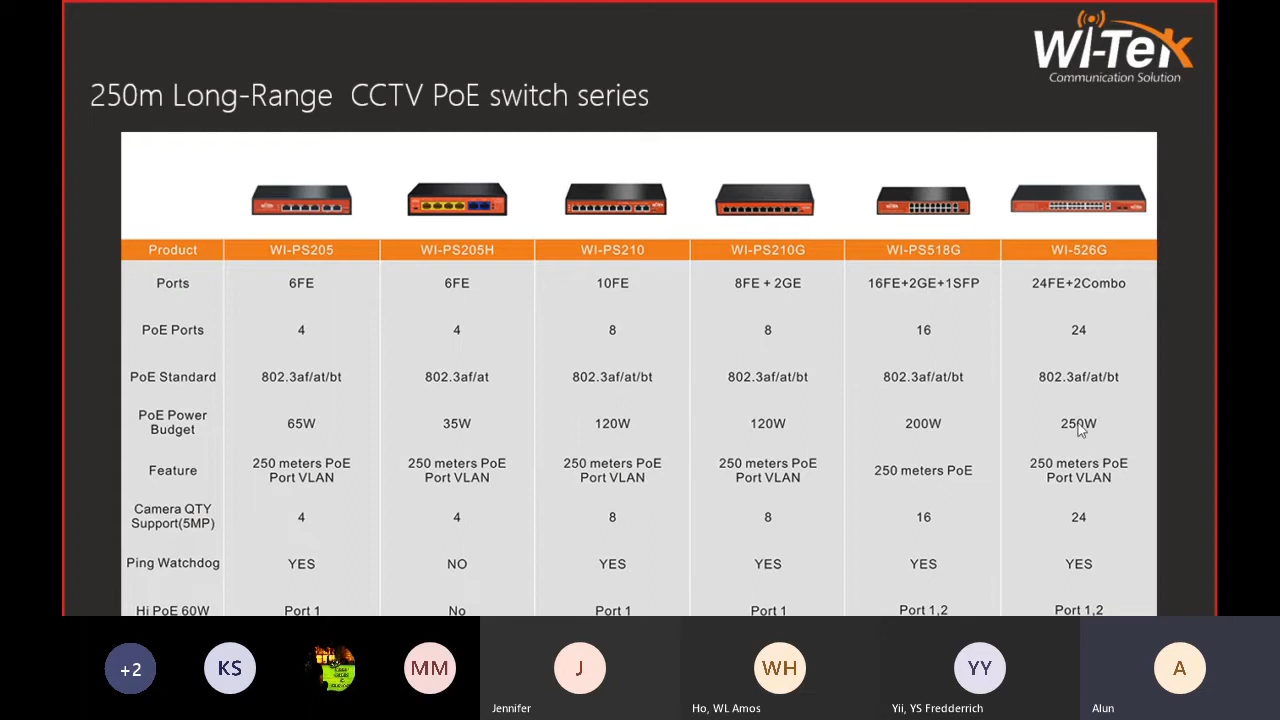 WI-Tek
Communication Solution
250m Long-Range CCTV PoE switch series
Product WI-PS205 WI-PS205H WI-PS210 WI-PS210G WI-PS518G WI-526G
Ports 6FE 6FE 10FE 8FE + 2GE 16FE+2GE+1SFP 24FE+2Combo
PoE Ports 4 4 8 8 16 24
PoE Standard 802.3af/at/bt 802.3af/at 802.3af/at/bt 802.3af/at/bt 802.3af/at/bt 802.3af/at/bt
PoE Power
Budget 65W 35W 120W 120W 200W 250W
Feature 250 meters PoE 250 meters PoE 250 meters PoE 250 meters PoE 250 meters PoE 250 meters PoE
Port VLAN Port VLAN Port VLAN Port VLAN Port VLAN
Camera QTY
Support(5MP) 4 4 8 8 16 24
Ping Watchdog YES NO YES YES YES YES
Hi PoE 60W Port 1 No Port 1 Port 1 Port 1,2 Port 1,2
+2 KS MM J WH YY A
Jennifer Ho, WL Amos Yii, YS Fredderrich Alun